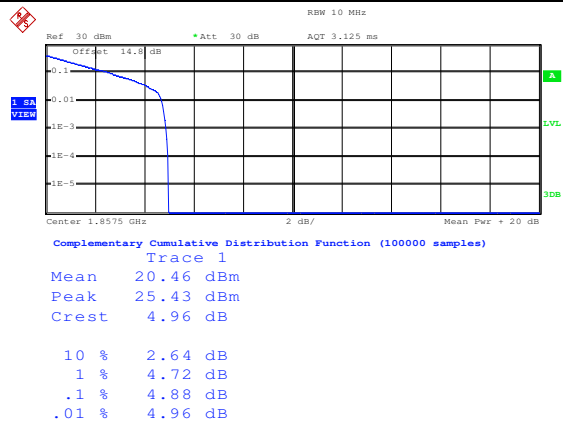 RBW 10 MHz
Ref 30 dBm *Att 30 dB AQT 3.125 ms
Offset 14.8 dB
0.1
A
0.01
1 SA
VIEW
1E-3
LVL
1E-4
1E-5
3DB
Center 1.8575 GHz 2 dB/ Mean Pwr + 20 dB
Complementary Cumulative Distribution Function (100000 samples)
Trace 1
Mean 20.46 dBm
Peak 25.43 dBm
Crest 4.96 dB
10 % 2.64 dB
1 % 4.72 dB
.1 % 4.88 dB
.01 % 4.96 dB